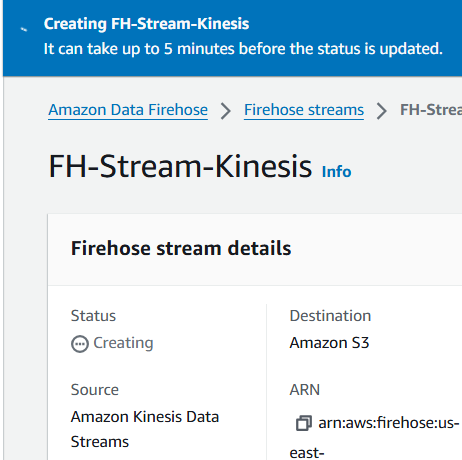 Creating FH-Stream-Kinesis
It can take up to 5 minutes before the status is updated.
Amazon Data Firehose > Firehose streams > FH-Strea
FH-Stream-Kinesis Info
Firehose stream details
Status
Creating
Source
Amazon Kinesis Data
Streams
Destination
Amazon S3
ARN
arn:aws:firehose:us-
east-